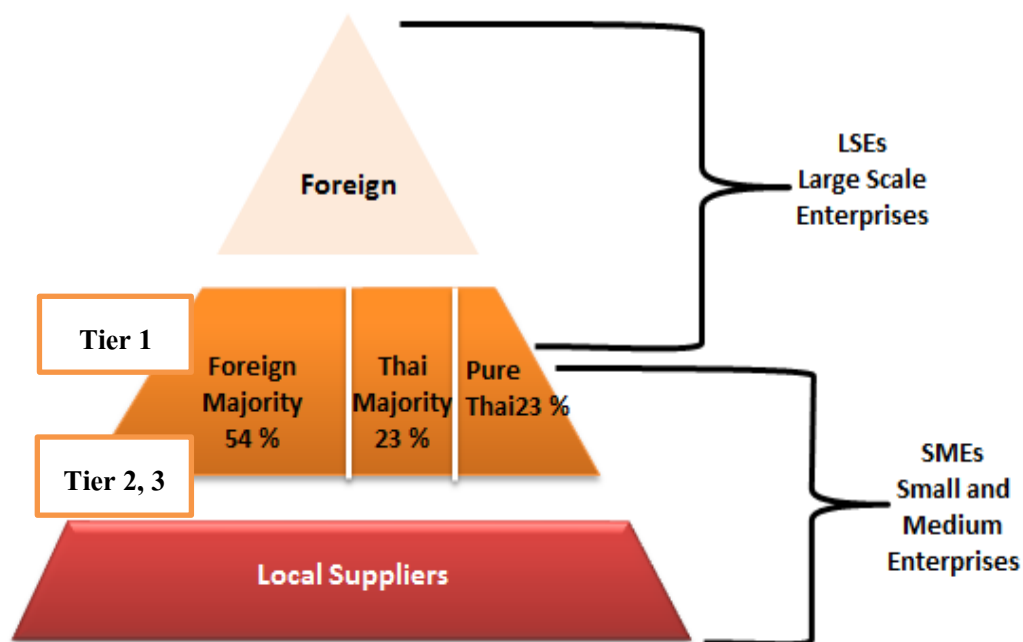 Foreign
LSEs
Large Scale
Enterprises
Tier 1
Foreign
Majority
54 %
Thai
Majority
23 %
Pure
Thai23 %
Tier 2, 3
SMEs
Small and
Medium
Enterprises
Local Suppliers